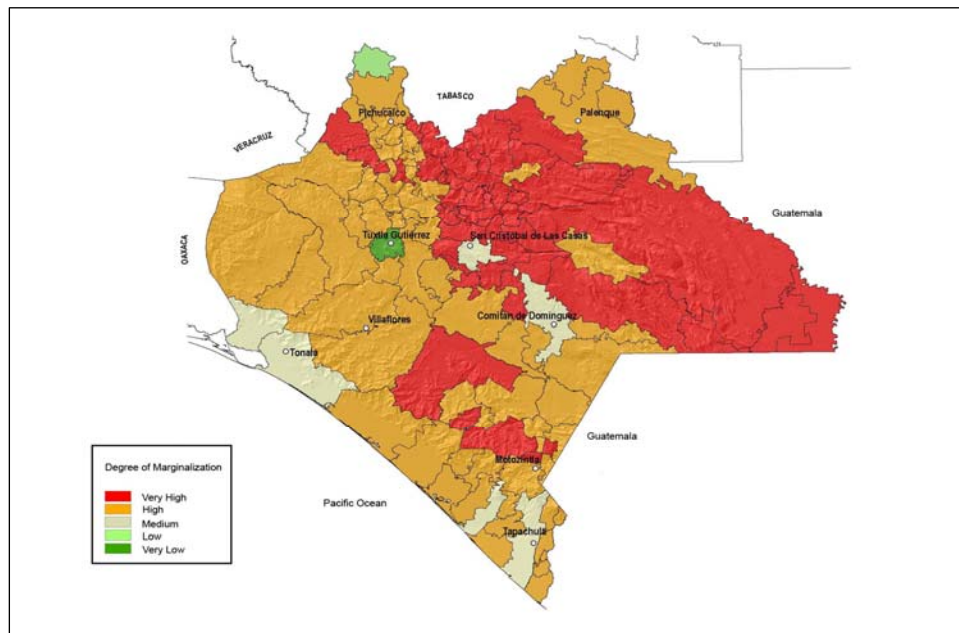 TABASCO
Pichucalco
Palenque
VERACRUZ
Guatemala
Tuxtla Gutiérrez
San Cristóbal de Las Casas
OAXACA
Comitán de Domínguez
Villaflores
Tonala
Guatemala
Motozintla
Degree of Marginalization
Very High
High
Medium
Low
Very Low
Pacific Ocean
Tapachula